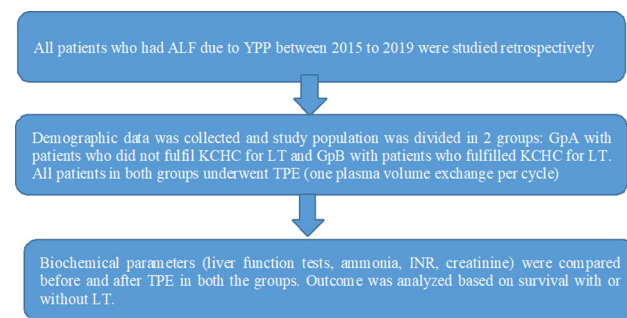 All patients who had ALF due to YPP between 2015 to 2019 were studied retrospectively
Demographic data was collected and study population was divided in 2 groups: GpA with
patients who did not fulfil KCHC for LT and GpB with patients who fulfilled KCHC for LT.
All patients in both groups underwent TPE (one plasma volume exchange per cycle)
Biochemical parameters (liver function tests, ammonia, INR, creatinine) were compared
before and after TPE in both the groups. Outcome was analyzed based on survival with or
without LT.